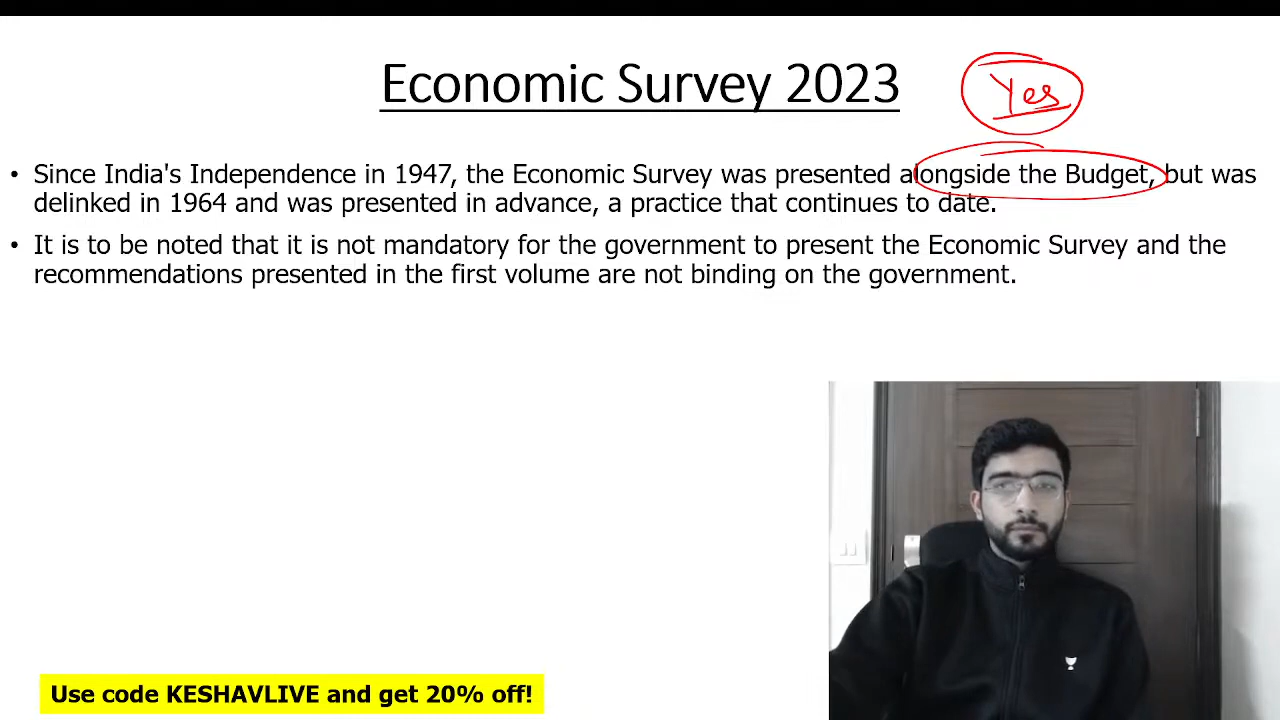 Economic Survey 2023
Yes
• Since India's Independence in 1947, the Economic Survey was presented alongside the Budget, but was
delinked in 1964 and was presented in advance, a practice that continues to date.
• It is to be noted that it is not mandatory for the government to present the Economic Survey and the
recommendations presented in the first volume are not binding on the government.
Use code KESHAVLIVE and get 20% off!